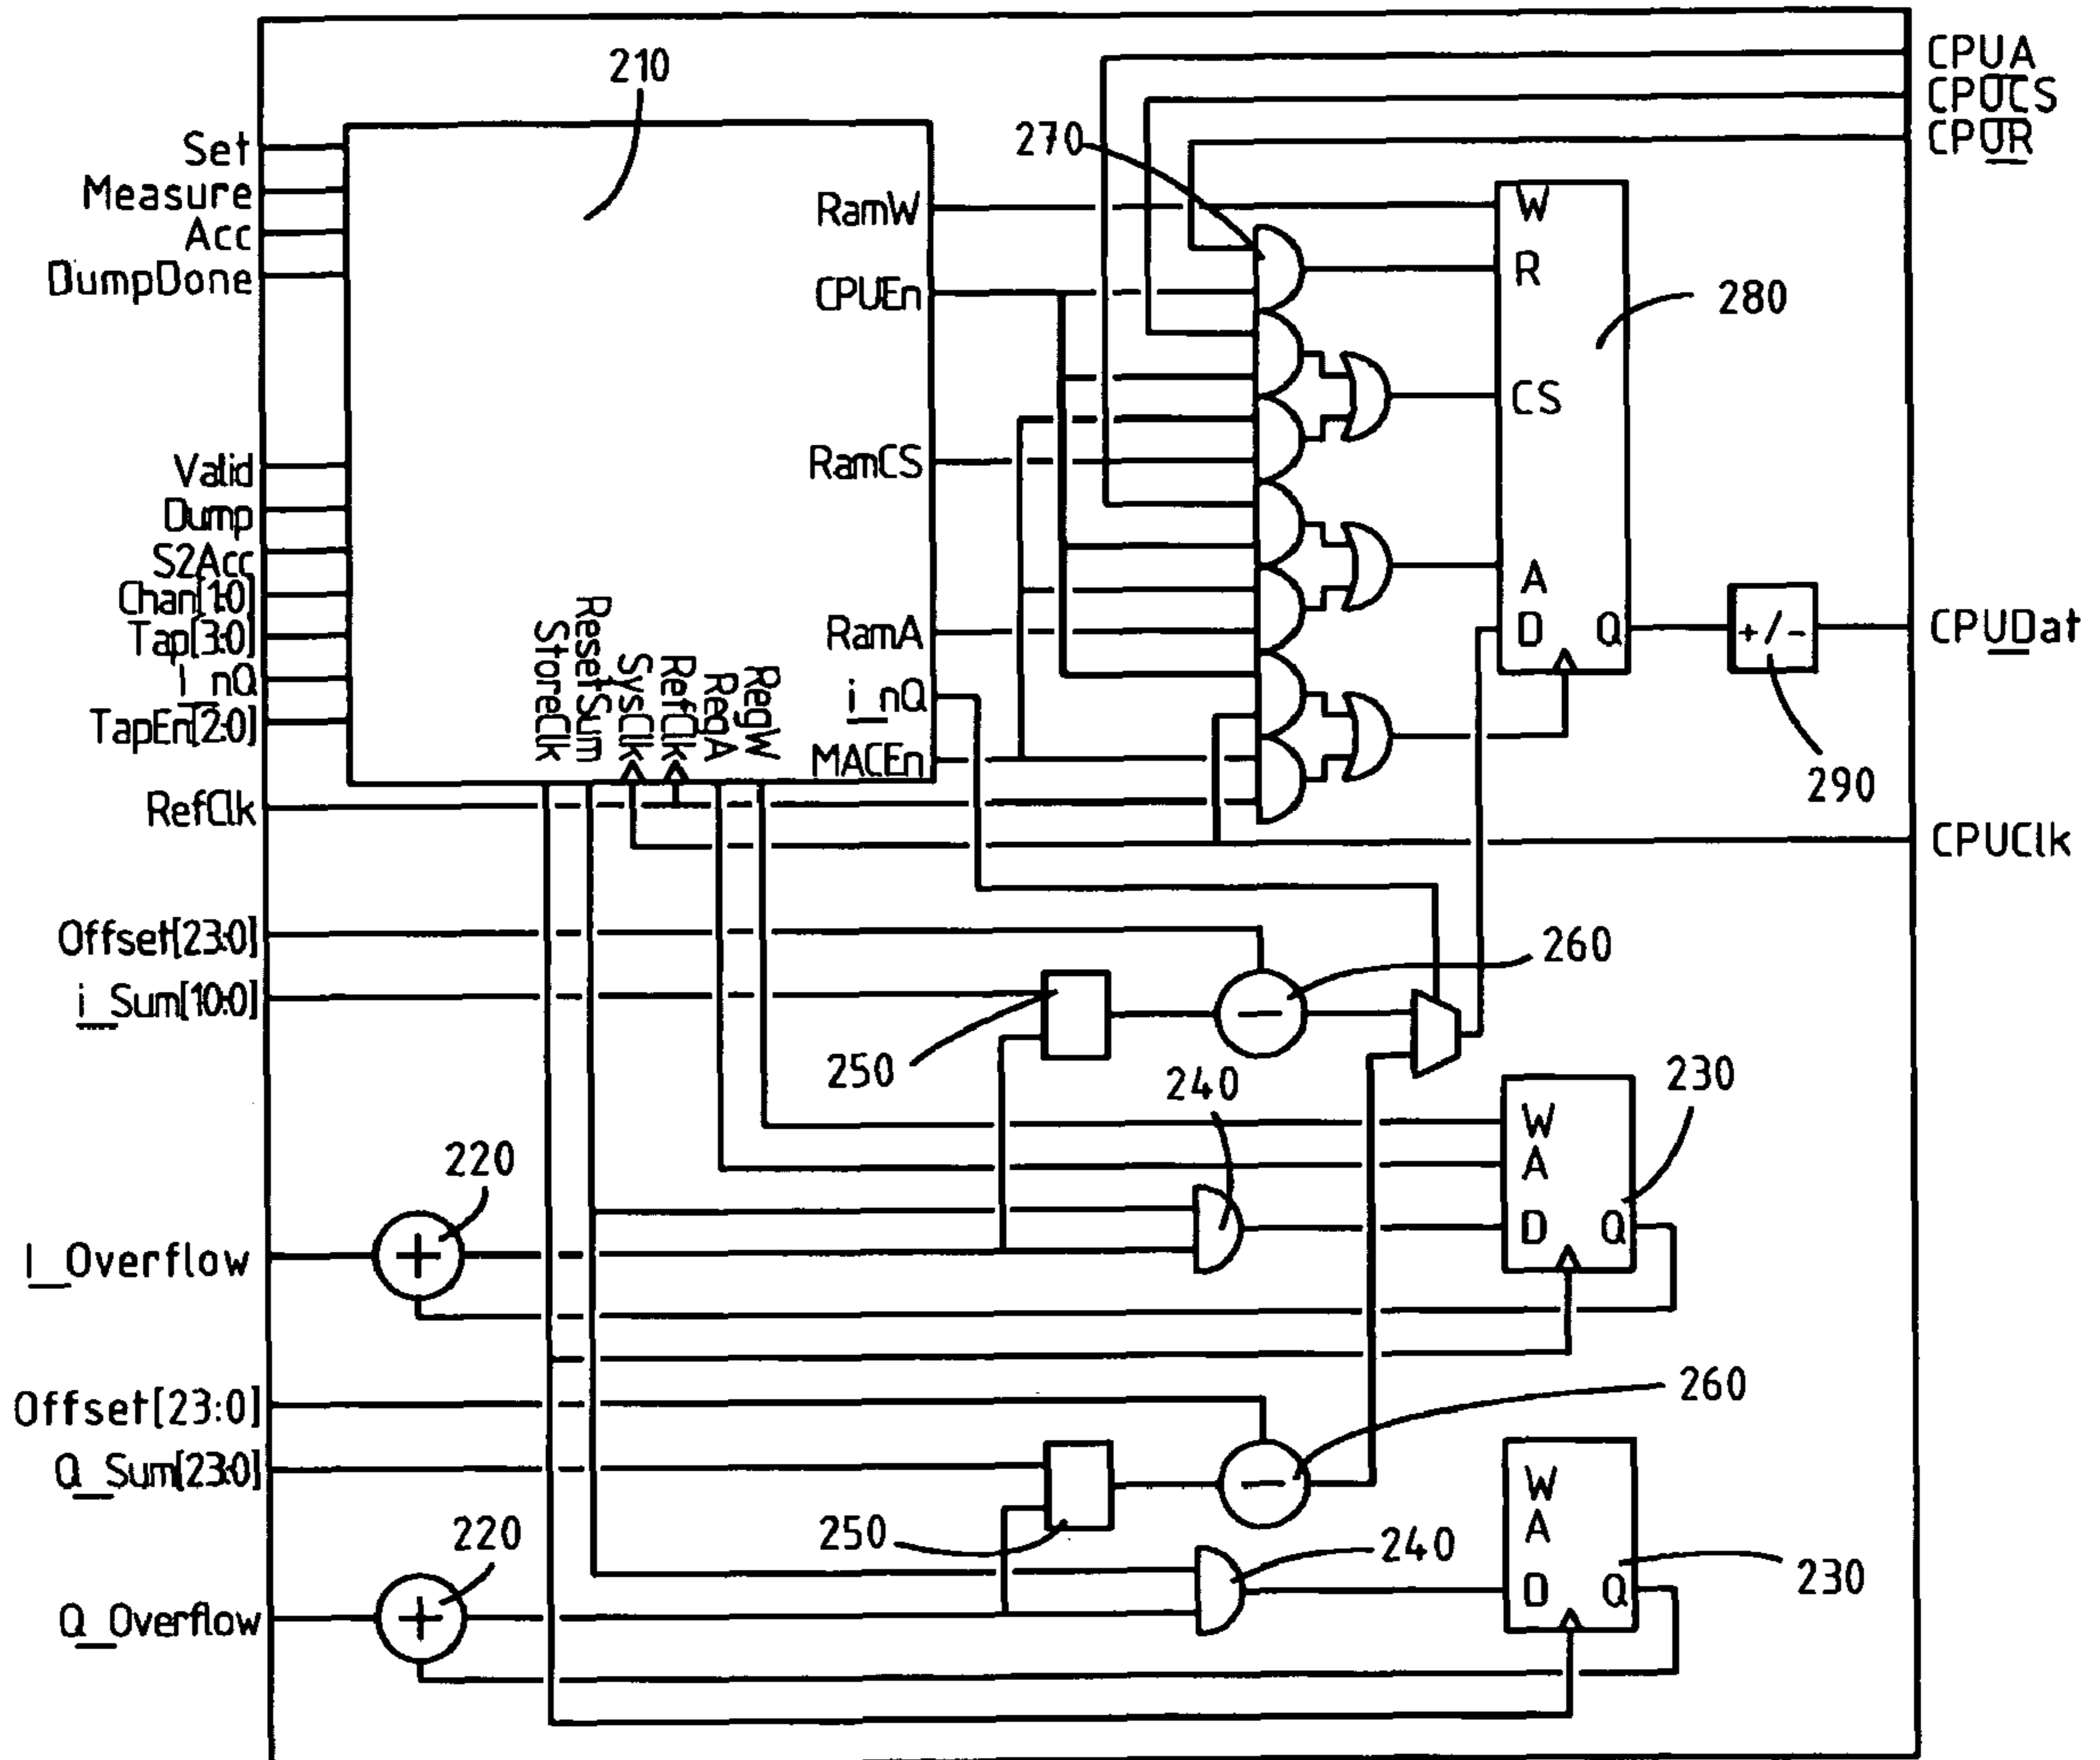 CPUA
CPUCS
CPUR
210
270
Set
Measure
Acc
DumpDone
RamW
CPUEn
W
R
280
CS
Valid
Dump
S2Acc
Chan[1:0]
Tap[3:0]
I_nQ
TapEn[2:0]
RamCS
RamA
i_nQ
MACEn
StoreClk
ResetSum
SysClk
RefClk
RegA
RegW
A
D
Q
+/-
CPUDat
290
RefClk
CPUClk
Offset[23:0]
i_Sum[10:0]
260
250
240
230
W
A
D
Q
220
I_Overflow
+
−
Offset[23:0]
Q_Sum[23:0]
260
−
250
240
230
W
A
D
Q
220
Q_Overflow
+